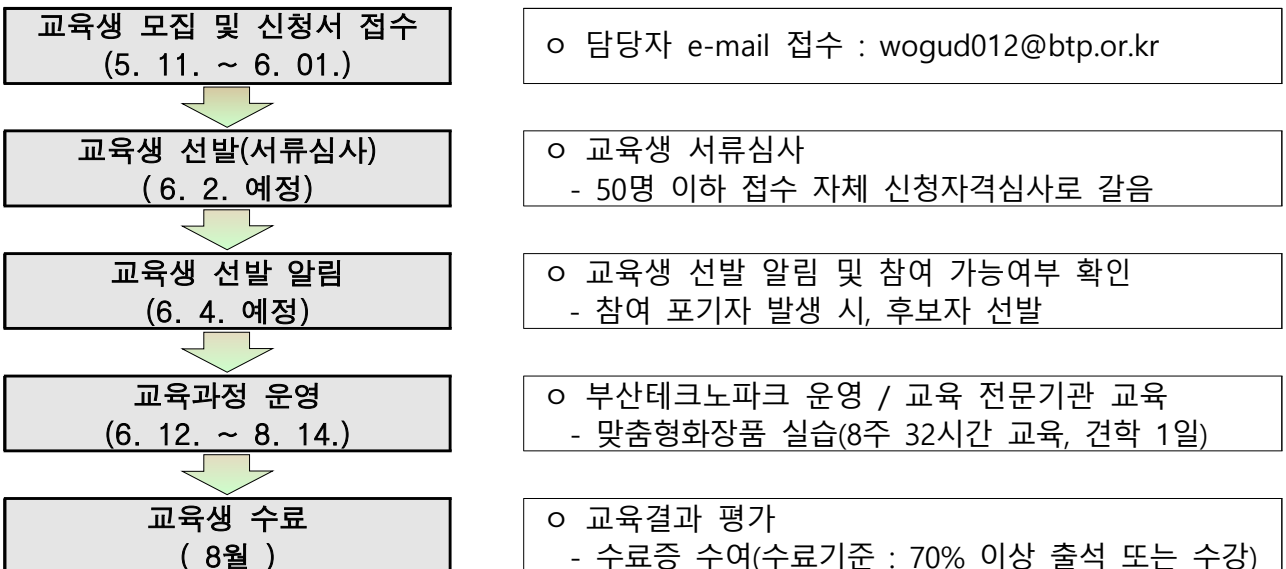 교육생 모집 및 신청서 접수
(5. 11. ~ 6. 01.)
ㅇ 담당자 e-mail 접수 : wogud012@btp.or.kr
교육생 선발(서류심사)
( 6. 2. 예정)
ㅇ 교육생 서류심사
- 50명 이하 접수 자체 신청자격심사로 갈음
교육생 선발 알림
(6. 4. 예정)
ㅇ 교육생 선발 알림 및 참여 가능여부 확인
- 참여 포기자 발생 시, 후보자 선발
교육과정 운영
(6. 12. ~ 8. 14.)
ㅇ 부산테크노파크 운영 / 교육 전문기관 교육
- 맞춤형화장품 실습(8주 32시간 교육, 견학 1일)
교육생 수료
( 8월 )
ㅇ 교육결과 평가
- 수료증 수여(수료기준 : 70% 이상 출석 또는 수강)